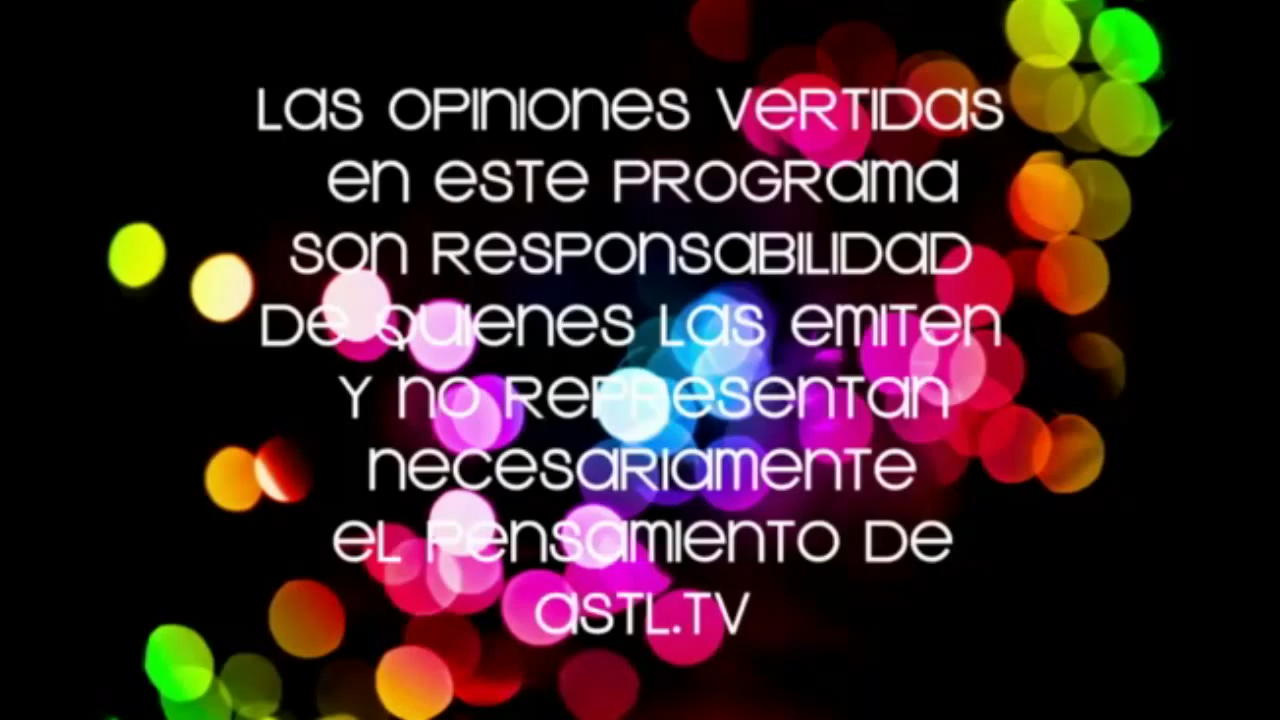 Las opiniones vertidas
en este programa
son responsabilidad
de quienes las emiten
y no representan
necesariamente
el pensamiento de
astl.tv